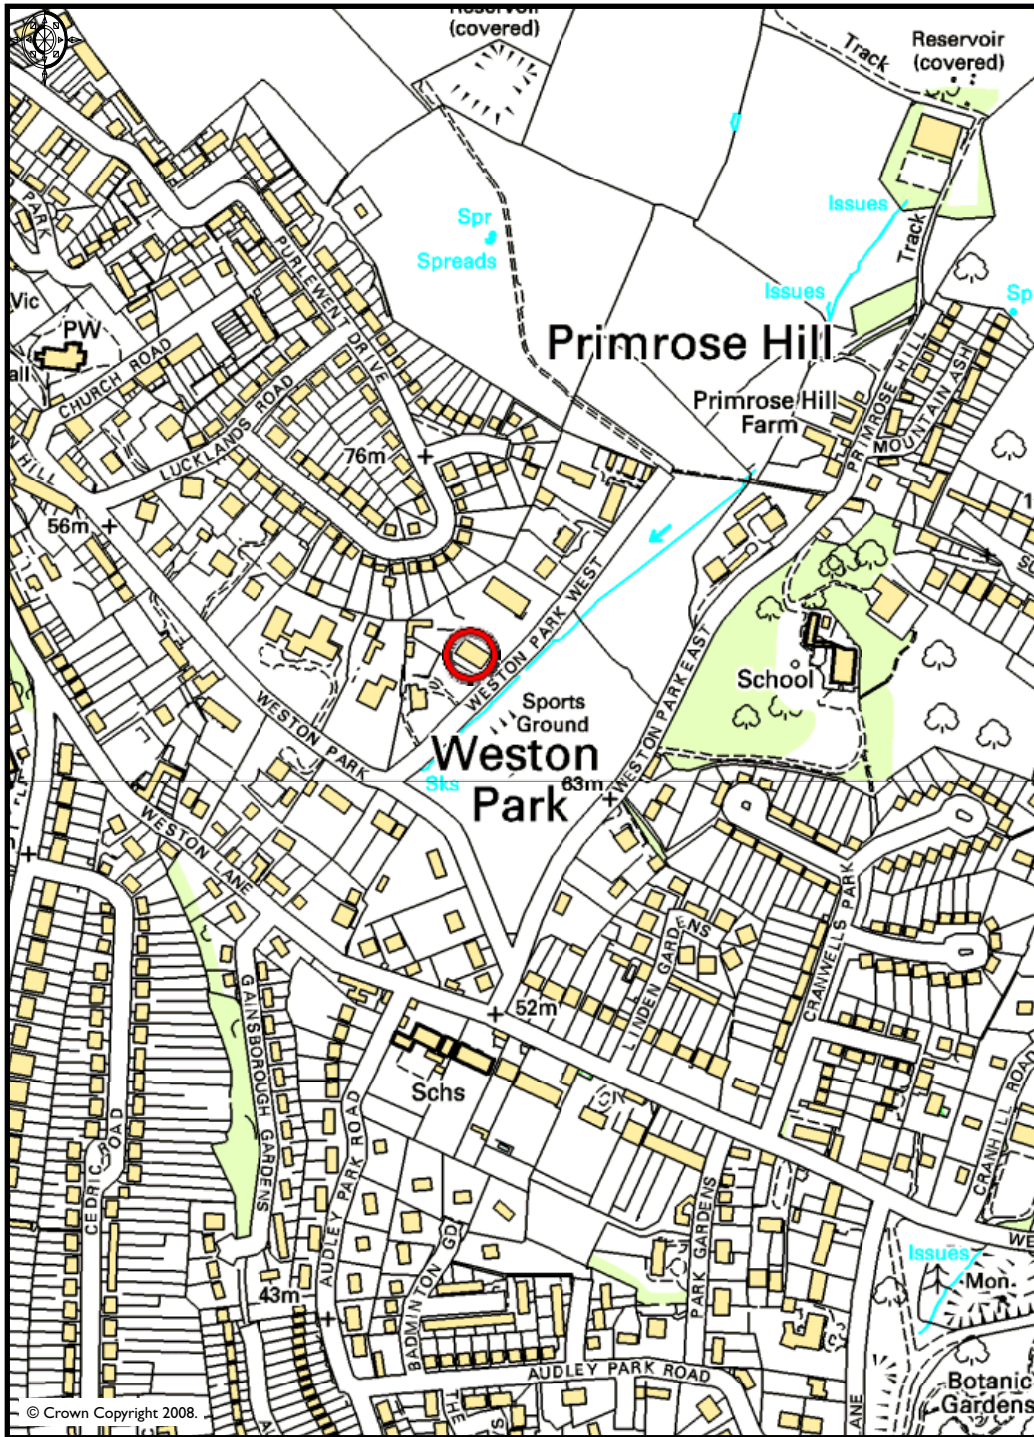 (covered)
Track
Reservoir
(covered)
PARK
Spr
Spreads
Issues
Track
Issues
Vic
PW
PURLEWENT DRIVE
CHURCH ROAD
LUCKLANDS ROAD
Primrose Hill
Primrose Hill
Farm
PRIMROSE HILL
MOUNTAIN ASH
76m
56m
WESTON PARK WEST
WESTON PARK EAST
School
Sports
Ground
WESTON PARK
Weston
Park
Sks
63m
WESTON LANE
LINDEN GARDENS
CRANWELLS PARK
52m
GAINSBOROUGH GARDENS
Schs
CEDRIC ROAD
AUDLEY PARK ROAD
CRANHILL ROAD
PARK GARDENS
BADMINTON GD
43m
Issues
Mon
AUDLEY PARK ROAD
THE
Botanic
Gardens
© Crown Copyright 2008.